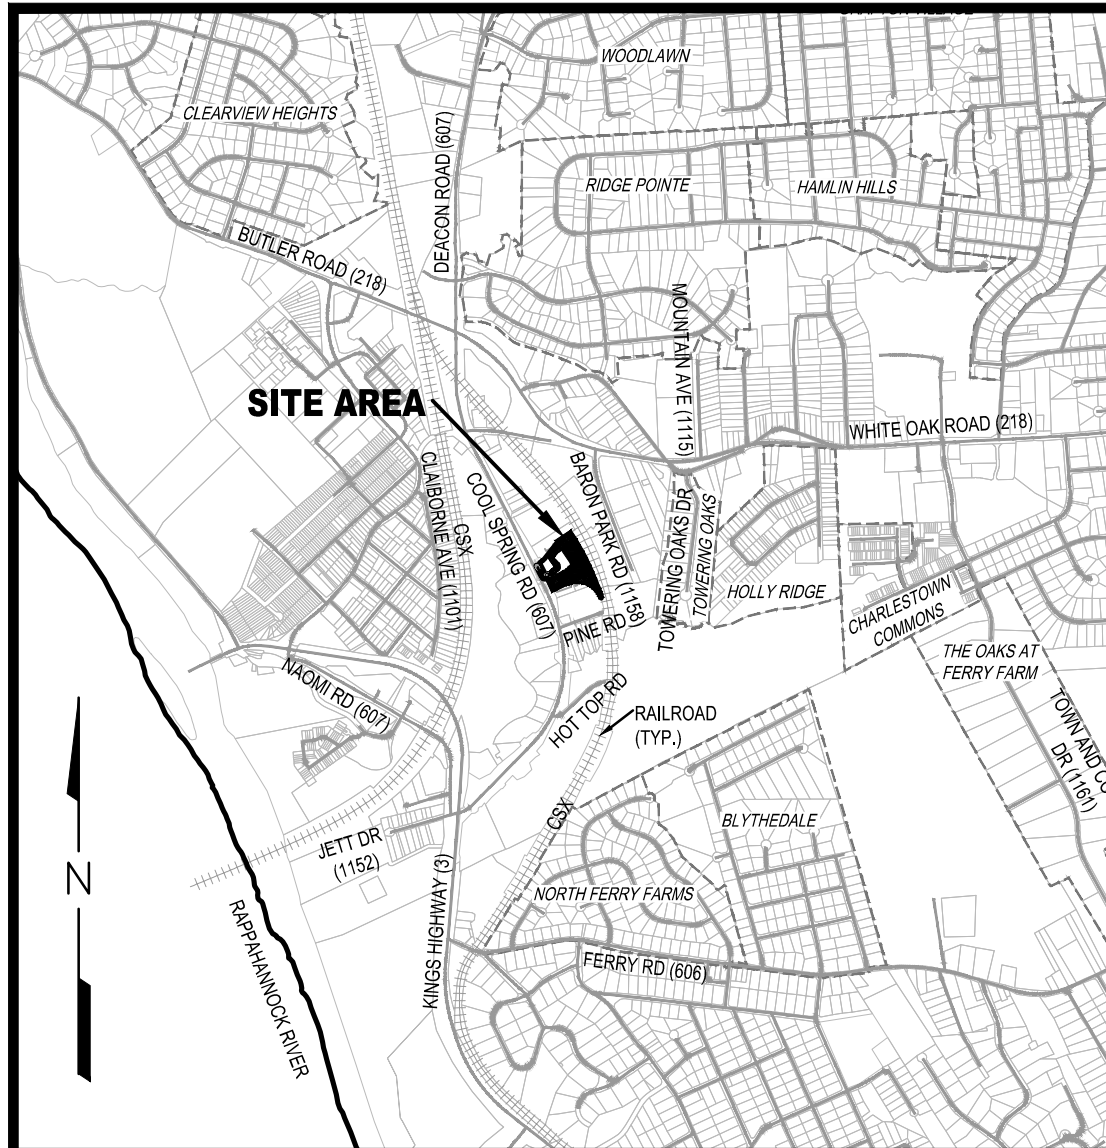 WOODLAWN
CLEARVIEW HEIGHTS
DEACON ROAD (607)
RIDGE POINTE
HAMLIN HILLS
BUTLER ROAD (218)
MOUNTAIN AVE (1115)
SITE AREA
WHITE OAK ROAD (218)
CLAIBORNE AVE (1101)
CSX
COOL SPRING RD (607)
BARON PARK RD (1158)
TOWERING OAKS DR
TOWERING OAKS
HOLLY RIDGE
CHARLESTOWN
COMMONS
PINE RD
THE OAKS AT
FERRY FARM
NAOMI RD (607)
HOT TOP RD
RAILROAD
(TYP.)
TOWN AND CO
DR (1161)
CSX
BLYTHEDALE
JETT DR
(1152)
N
KINGS HIGHWAY (3)
NORTH FERRY FARMS
RAPPAHANNOCK RIVER
FERRY RD (606)